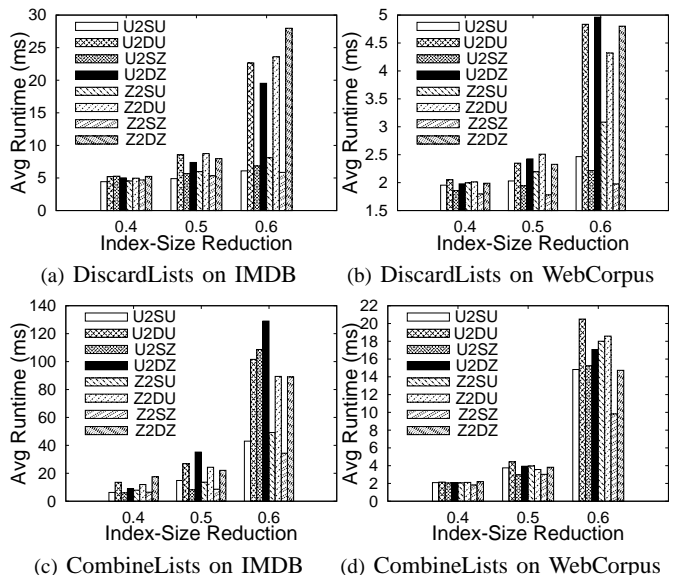 30
25
20
15
10
5
0
Avg Runtime (ms)
U2SU
U2DU
U2SZ
U2DZ
Z2SU
Z2DU
Z2SZ
Z2DZ
0.4 0.5 0.6
Index-Size Reduction
(a) DiscardLists on IMDB
5
4.5
4
3.5
3
2.5
2
1.5
Avg Runtime (ms)
U2SU
U2DU
U2SZ
U2DZ
Z2SU
Z2DU
Z2SZ
Z2DZ
0.4 0.5 0.6
Index-Size Reduction
(b) DiscardLists on WebCorpus
140
120
100
80
60
40
20
0
Avg Runtime (ms)
U2SU
U2DU
U2SZ
U2DZ
Z2SU
Z2DU
Z2SZ
Z2DZ
0.4 0.5 0.6
Index-Size Reduction
(c) CombineLists on IMDB
22
20
18
16
14
12
10
8
6
4
2
0
Avg Runtime (ms)
U2SU
U2DU
U2SZ
U2DZ
Z2SU
Z2DU
Z2SZ
Z2DZ
0.4 0.5 0.6
Index-Size Reduction
(d) CombineLists on WebCorpus